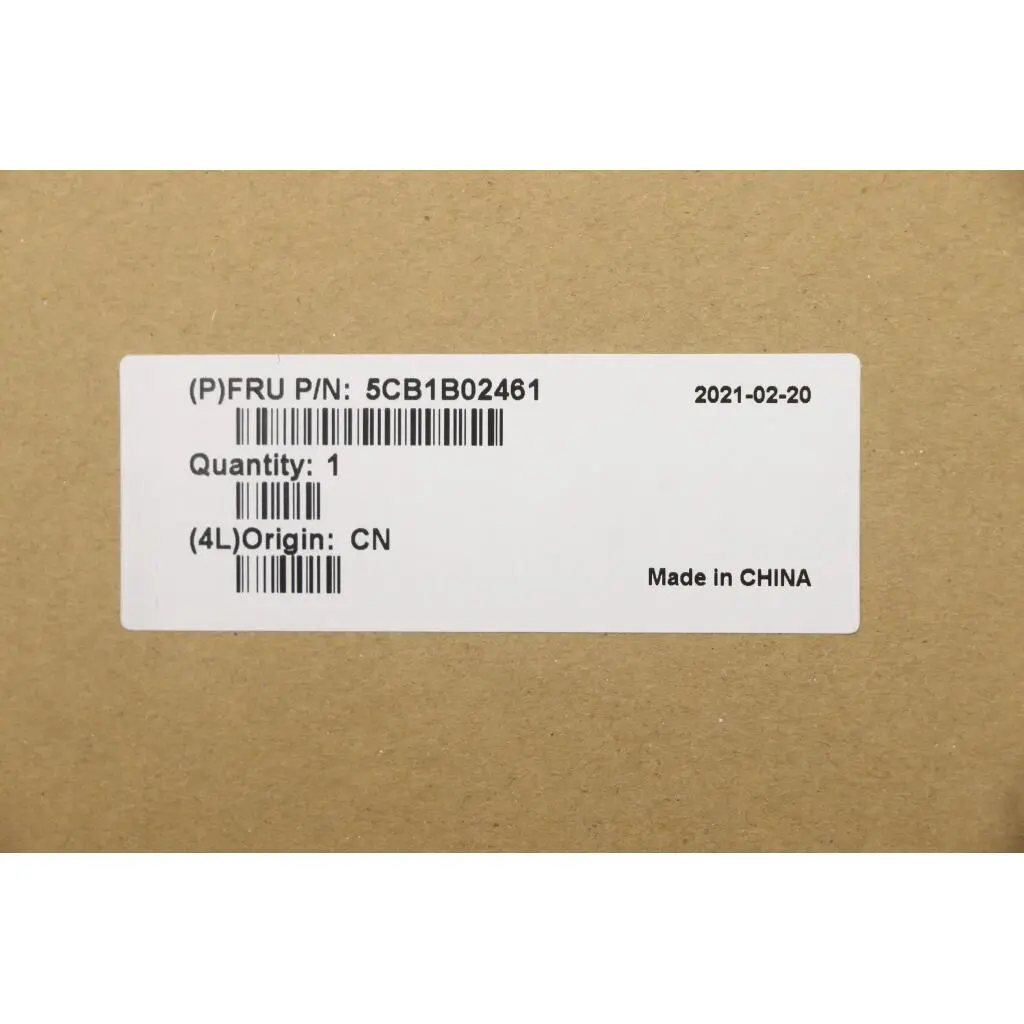 (P)FRU P/N: 5CB1B02461
2021-02-20
Quantity: 1
(4L)Origin: CN
Made in CHINA